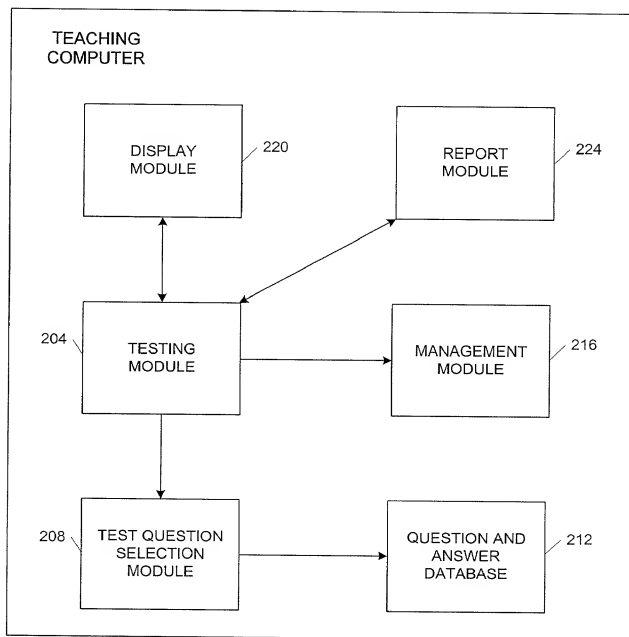 TEACHING
COMPUTER
DISPLAY
MODULE
220
REPORT
MODULE
224
204
TESTING
MODULE
MANAGEMENT
MODULE
216
208
TEST QUESTION
SELECTION
MODULE
QUESTION AND
ANSWER
DATABASE
212